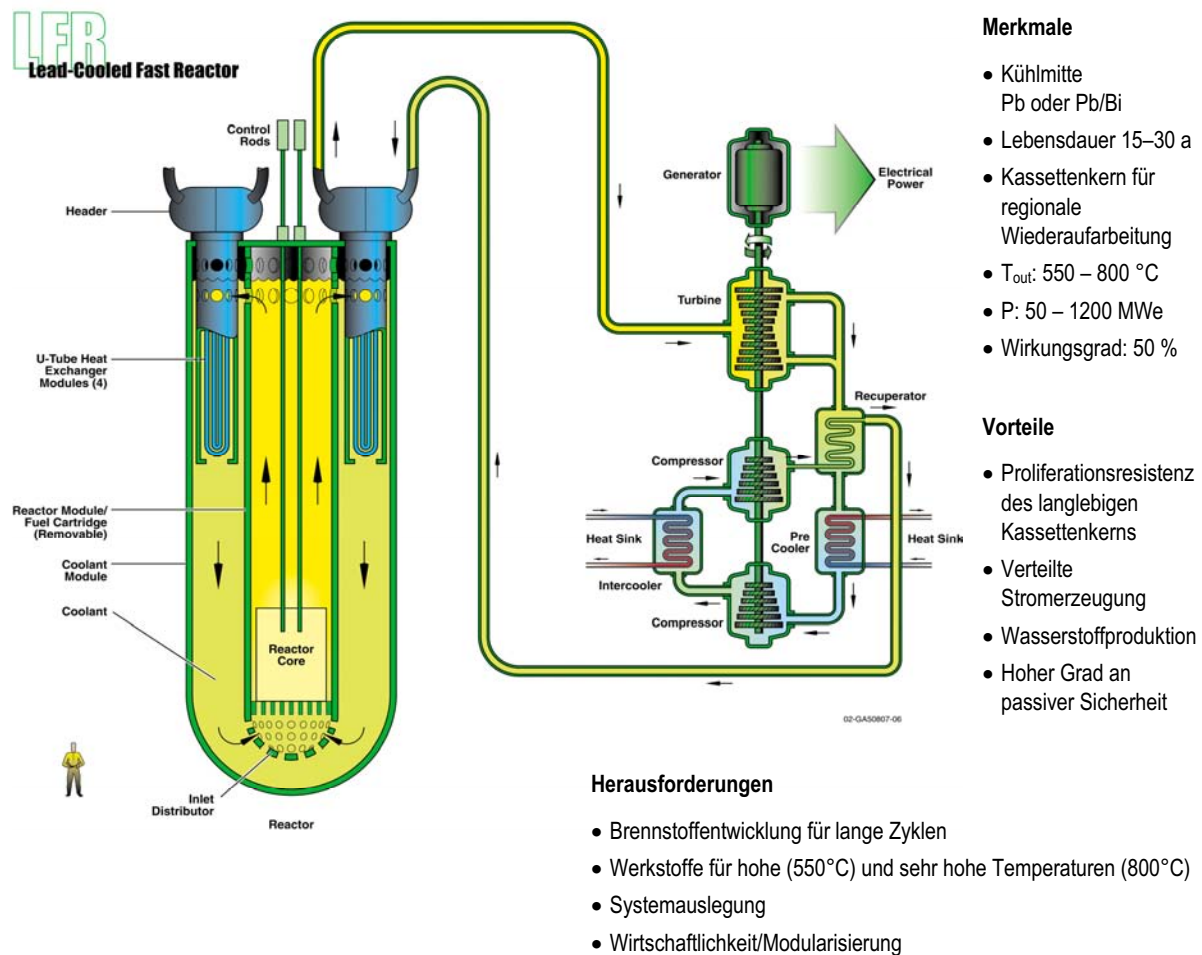 LFR
Lead-Cooled Fast Reactor
Control
Rods
Header
U-Tube Heat
Exchanger
Modules (4)
Reactor Module/
Fuel Cartridge
(Removable)
Coolant
Module
Coolant
Reactor
Core
Inlet
Distributor
Reactor
Generator
Electrical
Power
Turbine
Recuperator
Compressor
Heat Sink
Intercooler
Pre
Cooler
Heat Sink
Compressor
02-GA50807-06
Merkmale
• Kühlmitte
Pb oder Pb/Bi
• Lebensdauer 15–30 a
• Kassettenkern für
regionale
Wiederaufarbeitung
• Tout: 550 – 800 °C
• P: 50 – 1200 MWe
• Wirkungsgrad: 50 %
Vorteile
• Proliferationsresistenz
des langlebigen
Kassettenkerns
• Verteilte
Stromerzeugung
• Wasserstoffproduktion
• Hoher Grad an
passiver Sicherheit
Herausforderungen
• Brennstoffentwicklung für lange Zyklen
• Werkstoffe für hohe (550°C) und sehr hohe Temperaturen (800°C)
• Systemauslegung
• Wirtschaftlichkeit/Modularisierung